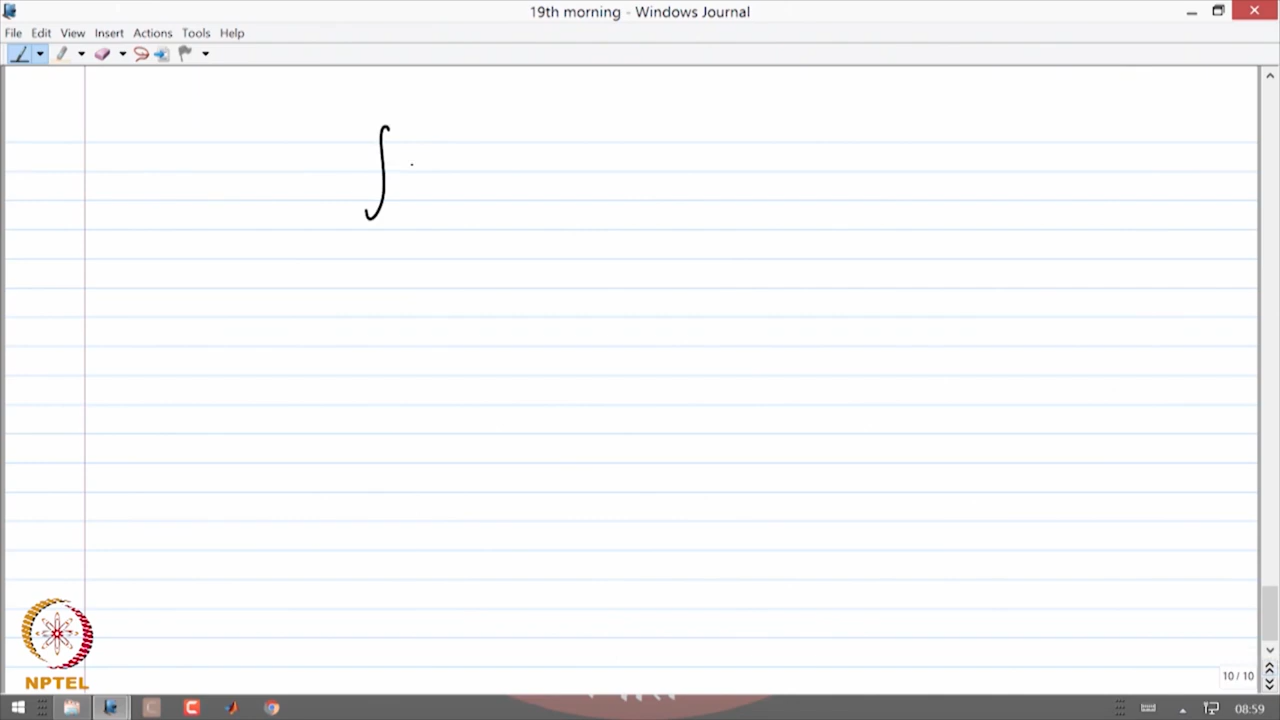 19th morning - Windows Journal
File Edit View Insert Actions Tools Help
∫
10 / 10
NPTEL
08:59